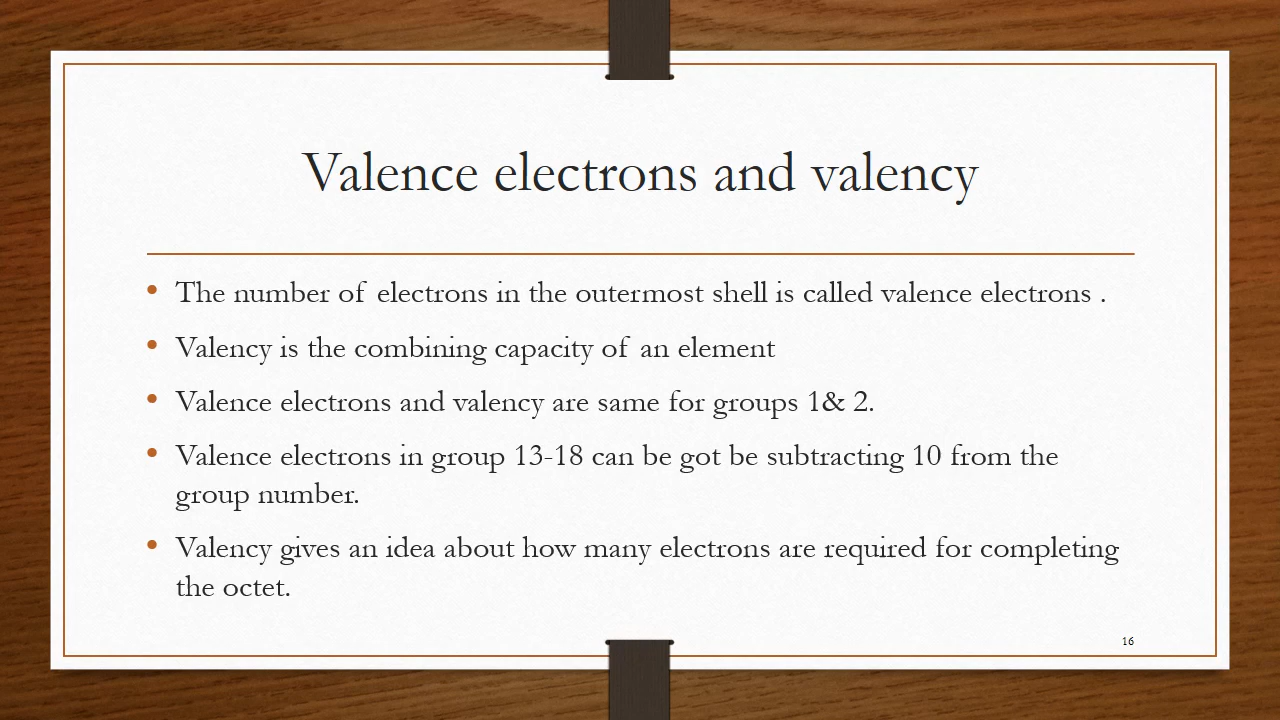 Valence electrons and valency
• The number of electrons in the outermost shell is called valence electrons .
• Valency is the combining capacity of an element
• Valence electrons and valency are same for groups 1& 2.
• Valence electrons in group 13-18 can be got be subtracting 10 from the
group number.
• Valency gives an idea about how many electrons are required for completing
the octet.
16